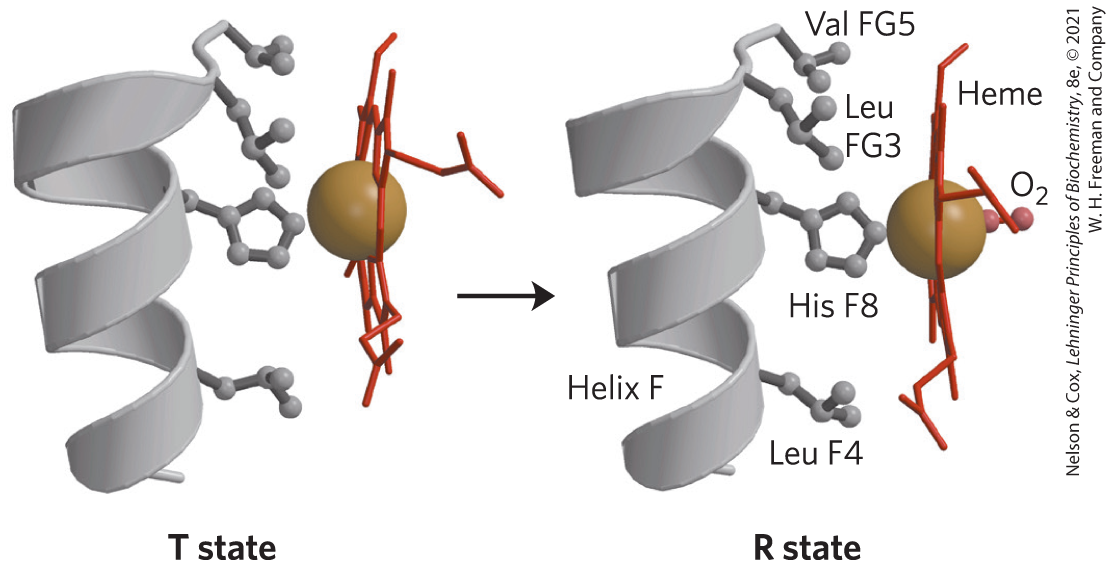 Val FG5
Leu
FG3
Heme
O₂
His F8
Helix F
Leu F4
T state
R state
Nelson & Cox, Lehninger Principles of Biochemistry, 8e, © 2021
W. H. Freeman and Company